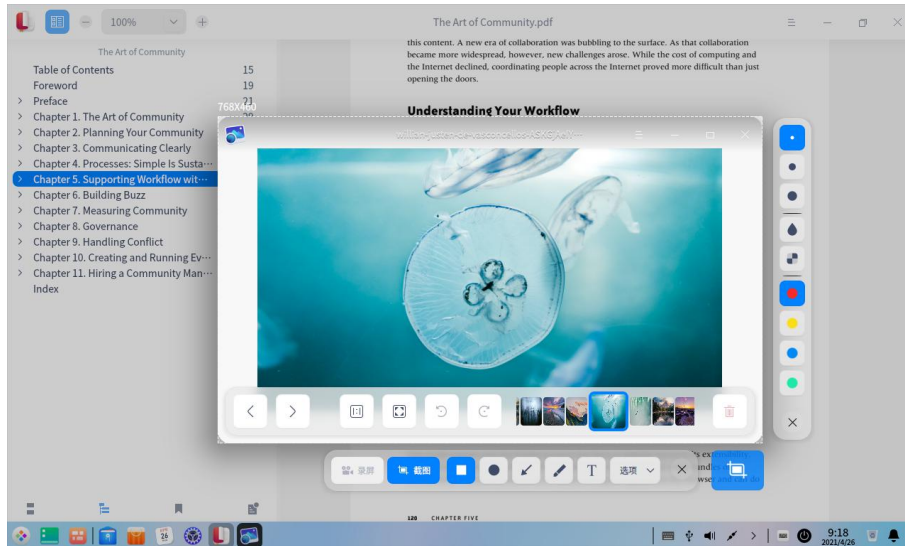 100%
The Art of Community.pdf
The Art of Community
Table of Contents 15
Foreword 19
Preface 21
Chapter 1. The Art of Community
Chapter 2. Planning Your Community
Chapter 3. Communicating Clearly
Chapter 4. Processes: Simple Is Susta···
Chapter 5. Supporting Workflow wit···
Chapter 6. Building Buzz
Chapter 7. Measuring Community
Chapter 8. Governance
Chapter 9. Handling Conflict
Chapter 10. Creating and Running Ev···
Chapter 11. Hiring a Community Man···
Index
this content. A new era of collaboration was bubbling to the surface. As that collaboration
became more widespread, however, new challenges arose. While the cost of computing and
the Internet declined, coordinating people across the Internet proved more difficult than just
opening the doors.
Understanding Your Workflow
768X460
1:1
录屏
截图
T
选项
120 CHAPTER FIVE
26
9:18
2021/4/26